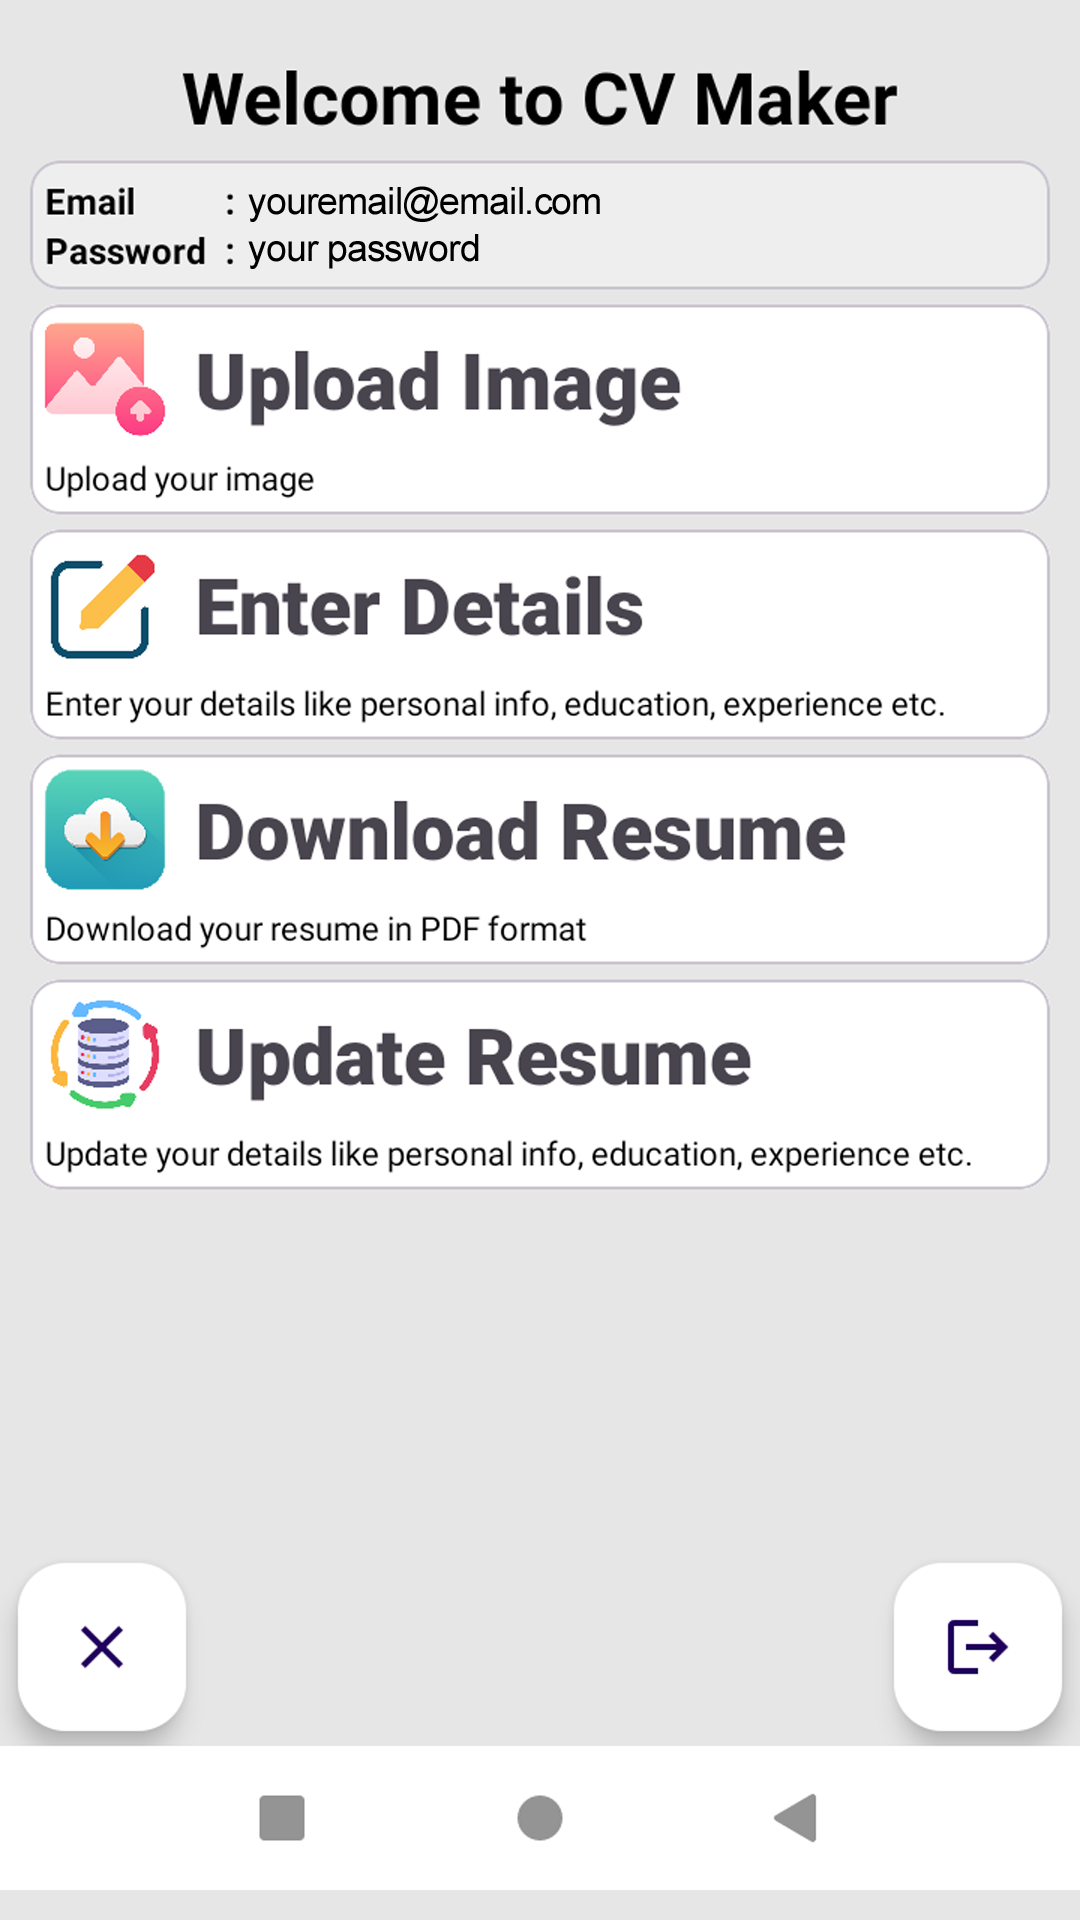 Welcome to CV Maker
Email : youremail@email.com
Password : your password
Upload Image
Upload your image
Enter Details
Enter your details like personal info, education, experience etc.
Download Resume
Download your resume in PDF format
Update Resume
Update your details like personal info, education, experience etc.